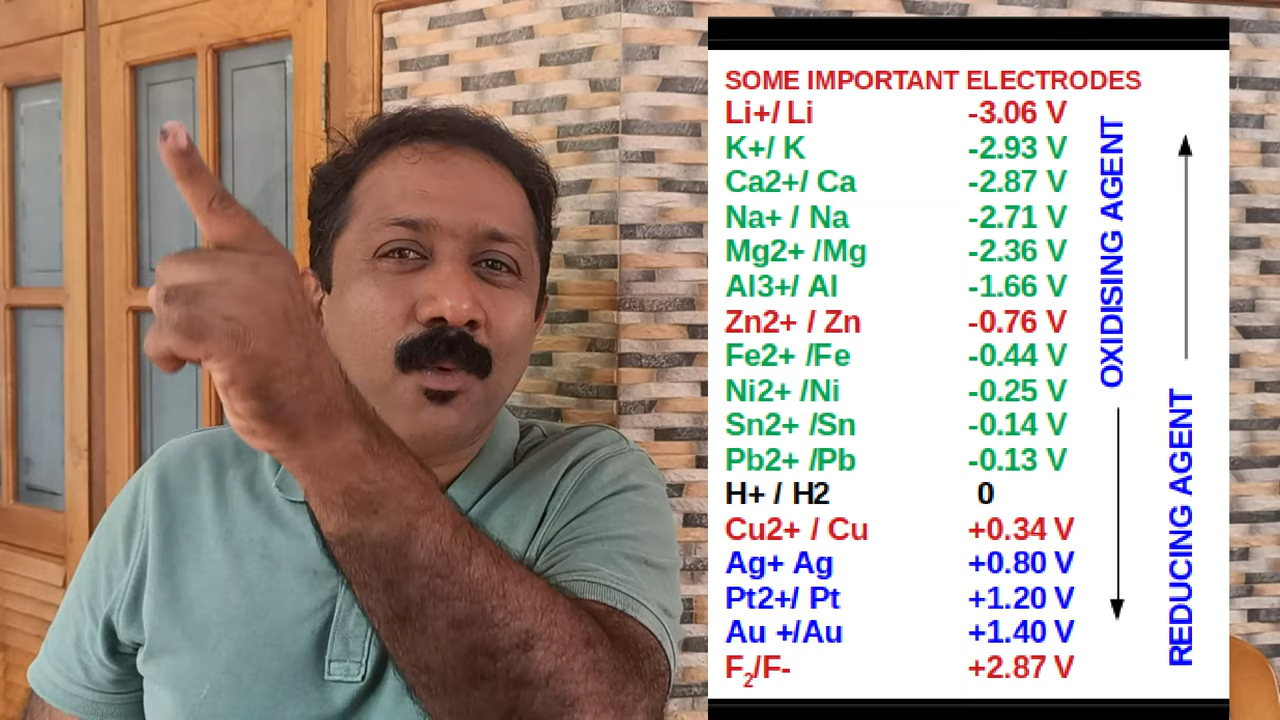 SOME IMPORTANT ELECTRODES
Li+/ Li -3.06 V
K+/ K -2.93 V
Ca2+/ Ca -2.87 V
Na+ / Na -2.71 V
Mg2+ /Mg -2.36 V
Al3+/ Al -1.66 V
Zn2+ / Zn -0.76 V
Fe2+ /Fe -0.44 V
Ni2+ /Ni -0.25 V
Sn2+ /Sn -0.14 V
Pb2+ /Pb -0.13 V
H+ / H2 0
Cu2+ / Cu +0.34 V
Ag+ Ag +0.80 V
Pt2+/ Pt +1.20 V
Au +/Au +1.40 V
F2/F- +2.87 V
OXIDISING AGENT
REDUCING AGENT